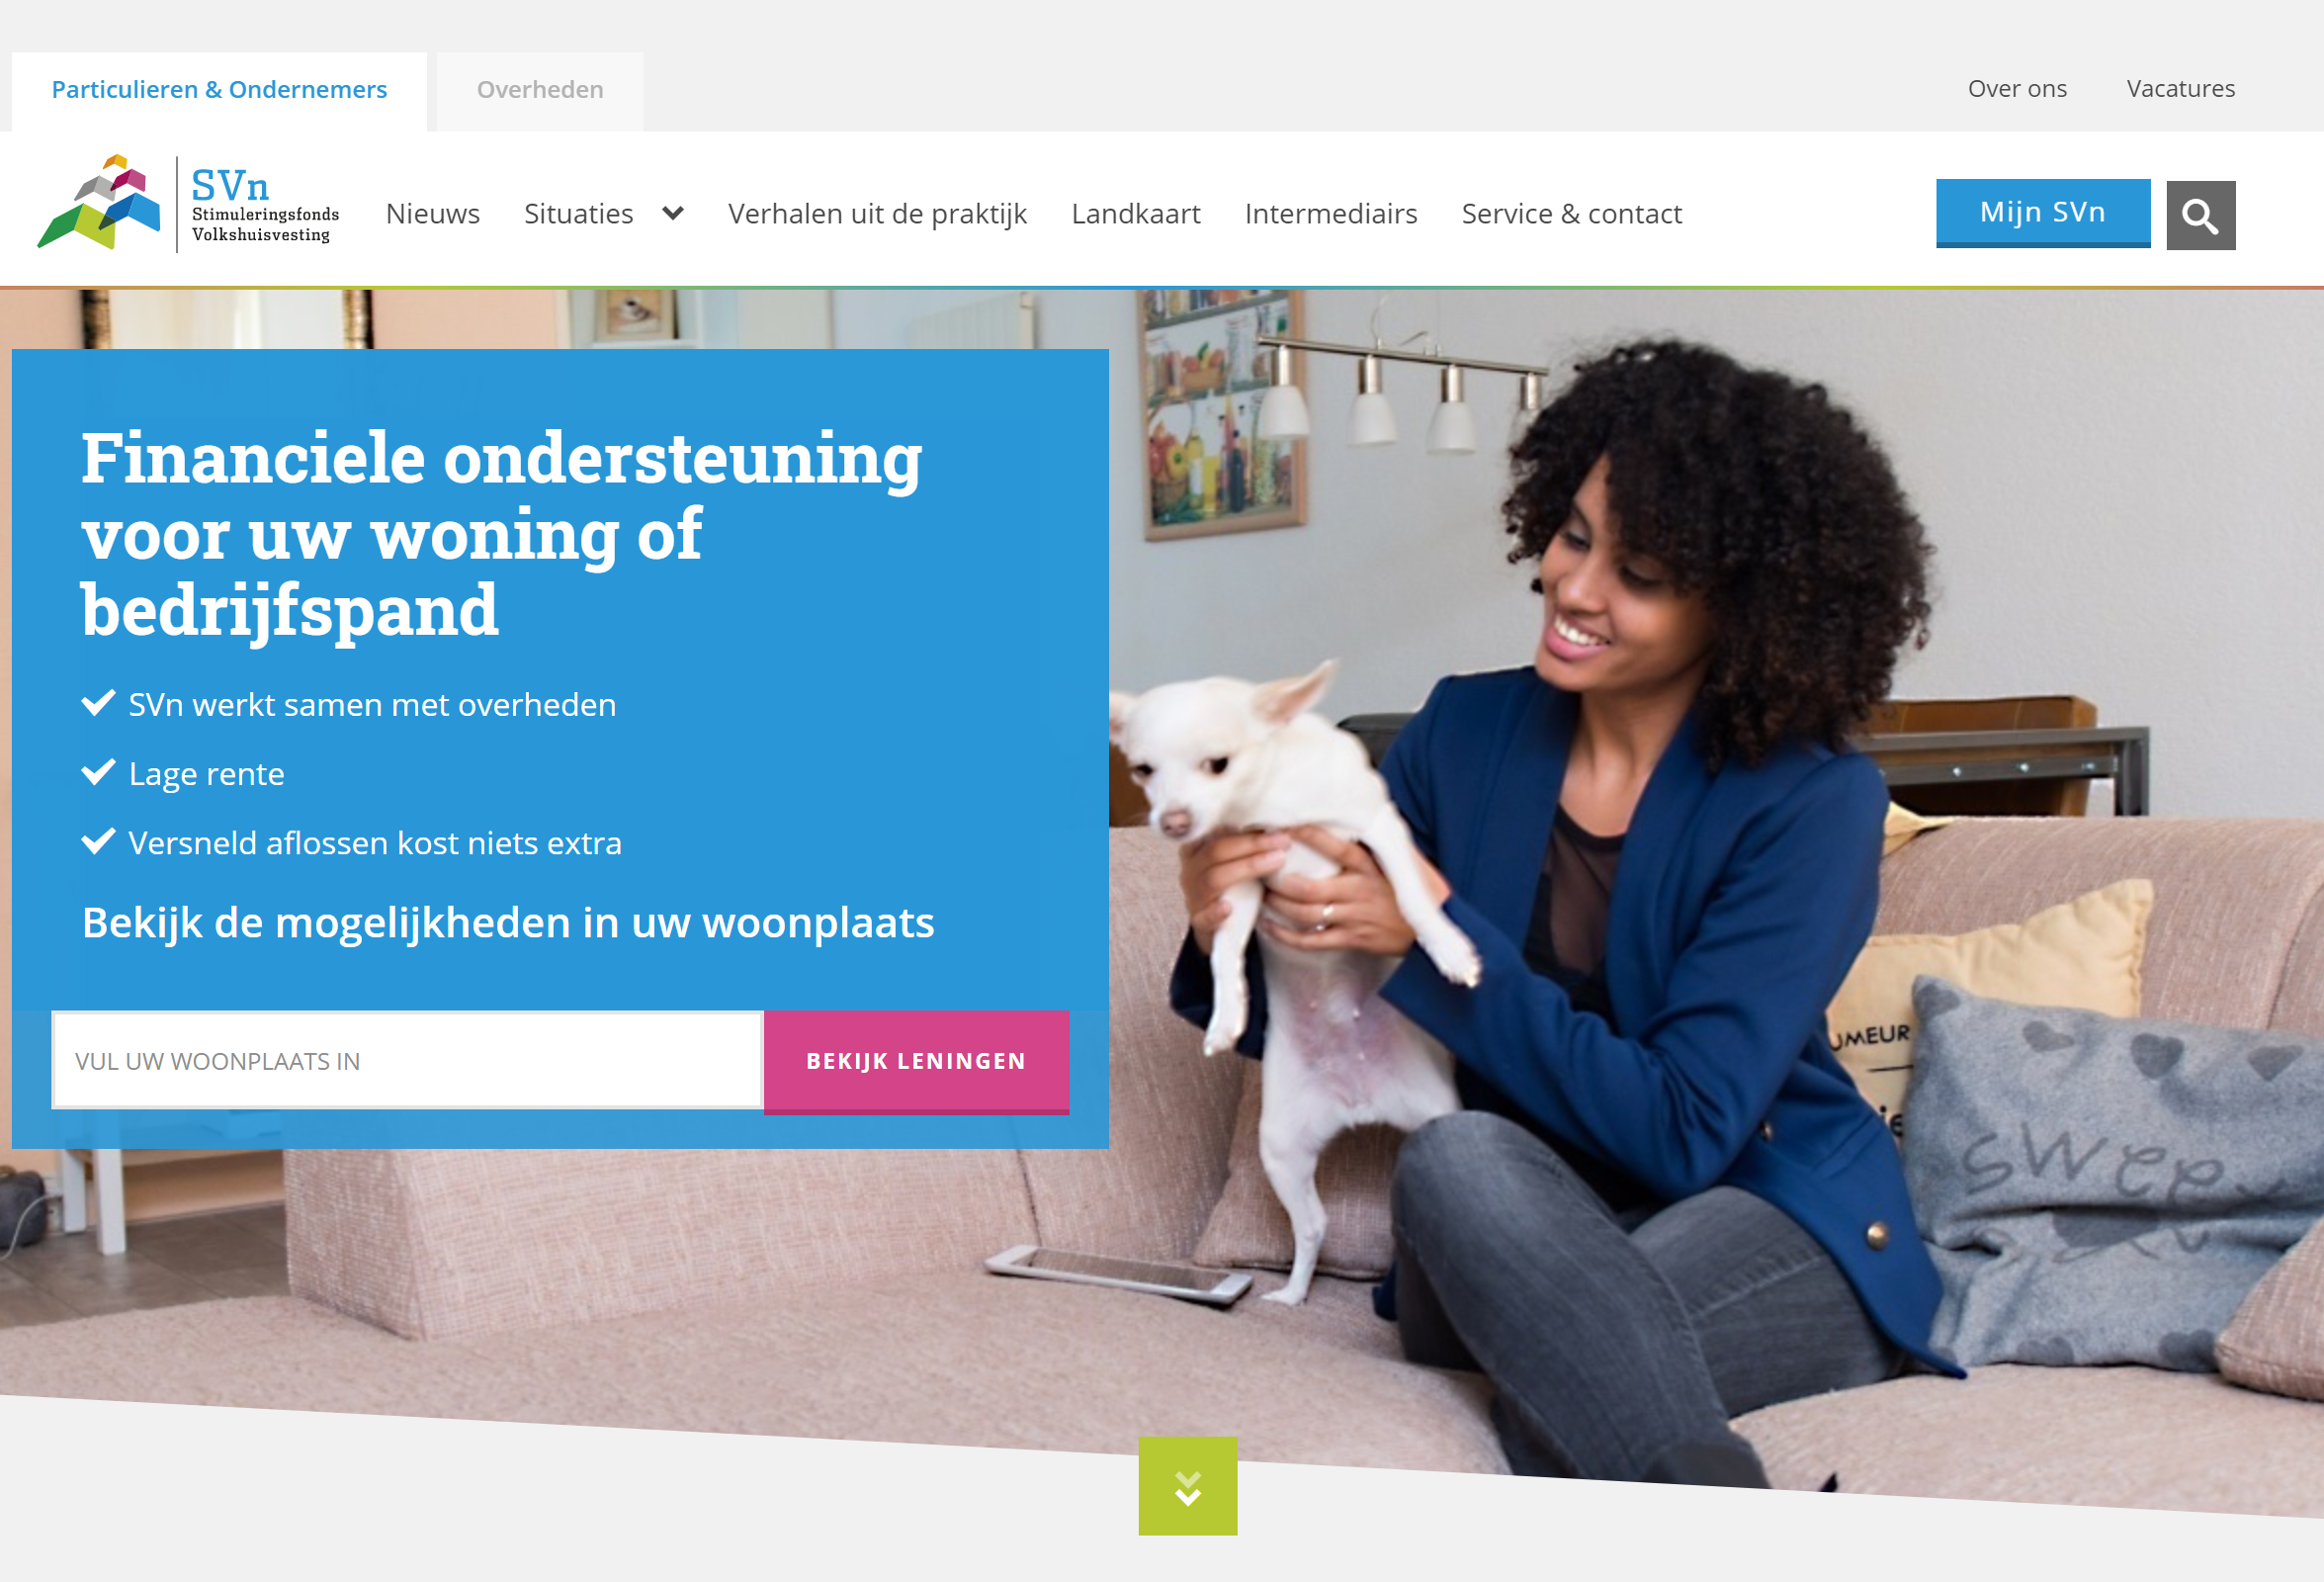 Particulieren & Ondernemers
Overheden
Over ons
Vacatures
SVn
Stimuleringsfonds
Volkshuisvesting
Nieuws
Situaties
Verhalen uit de praktijk
Landkaart
Intermediairs
Service & contact
Mijn SVn
Financiele ondersteuning
voor uw woning of
bedrijfspand
SVn werkt samen met overheden
Lage rente
Versneld aflossen kost niets extra
Bekijk de mogelijkheden in uw woonplaats
VUL UW WOONPLAATS IN
BEKIJK LENINGEN